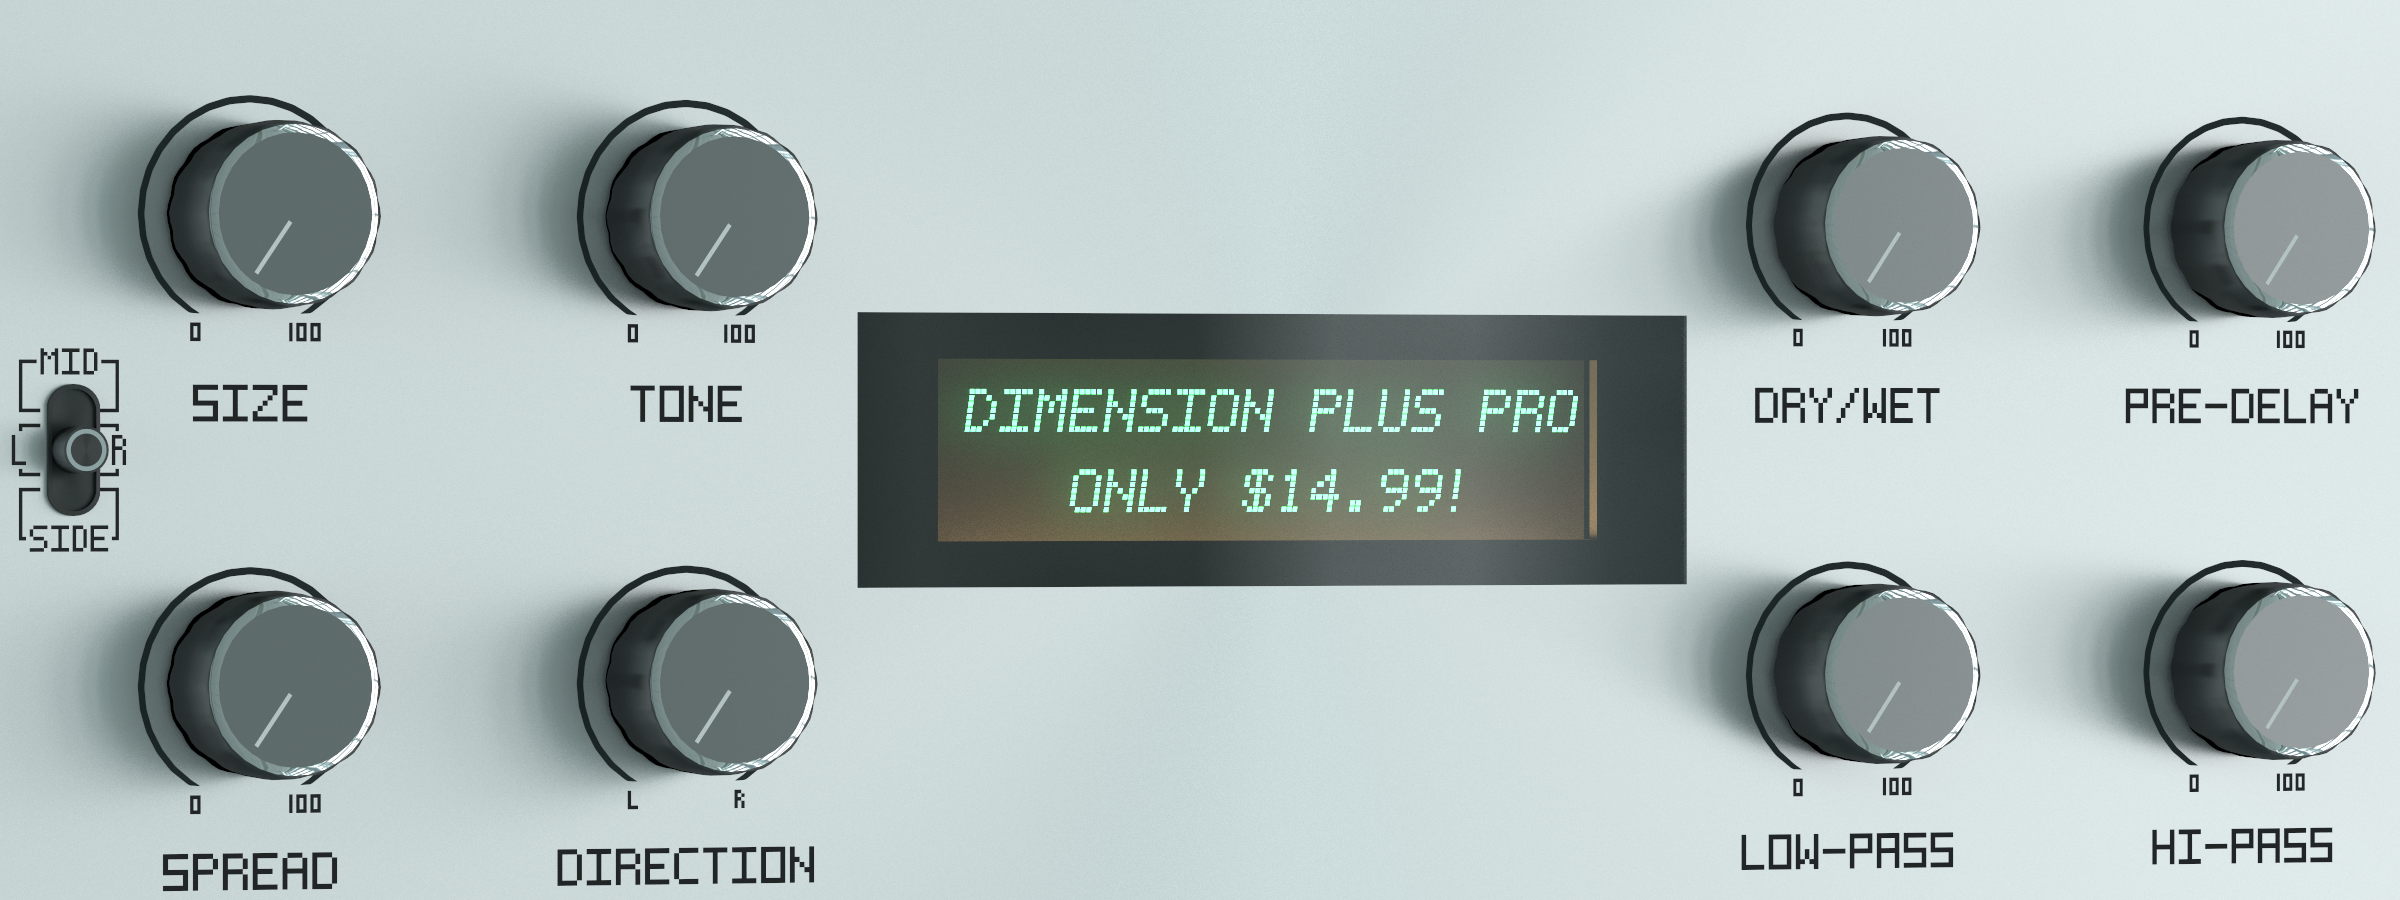 0 100
SIZE
0 100
TONE
MID
L R
SIDE
0 100
SPREAD
L R
DIRECTION
DIMENSION PLUS PRO
ONLY $14.99!
0 100
DRY/WET
0 100
PRE-DELAY
0 100
LOW-PASS
0 100
HI-PASS